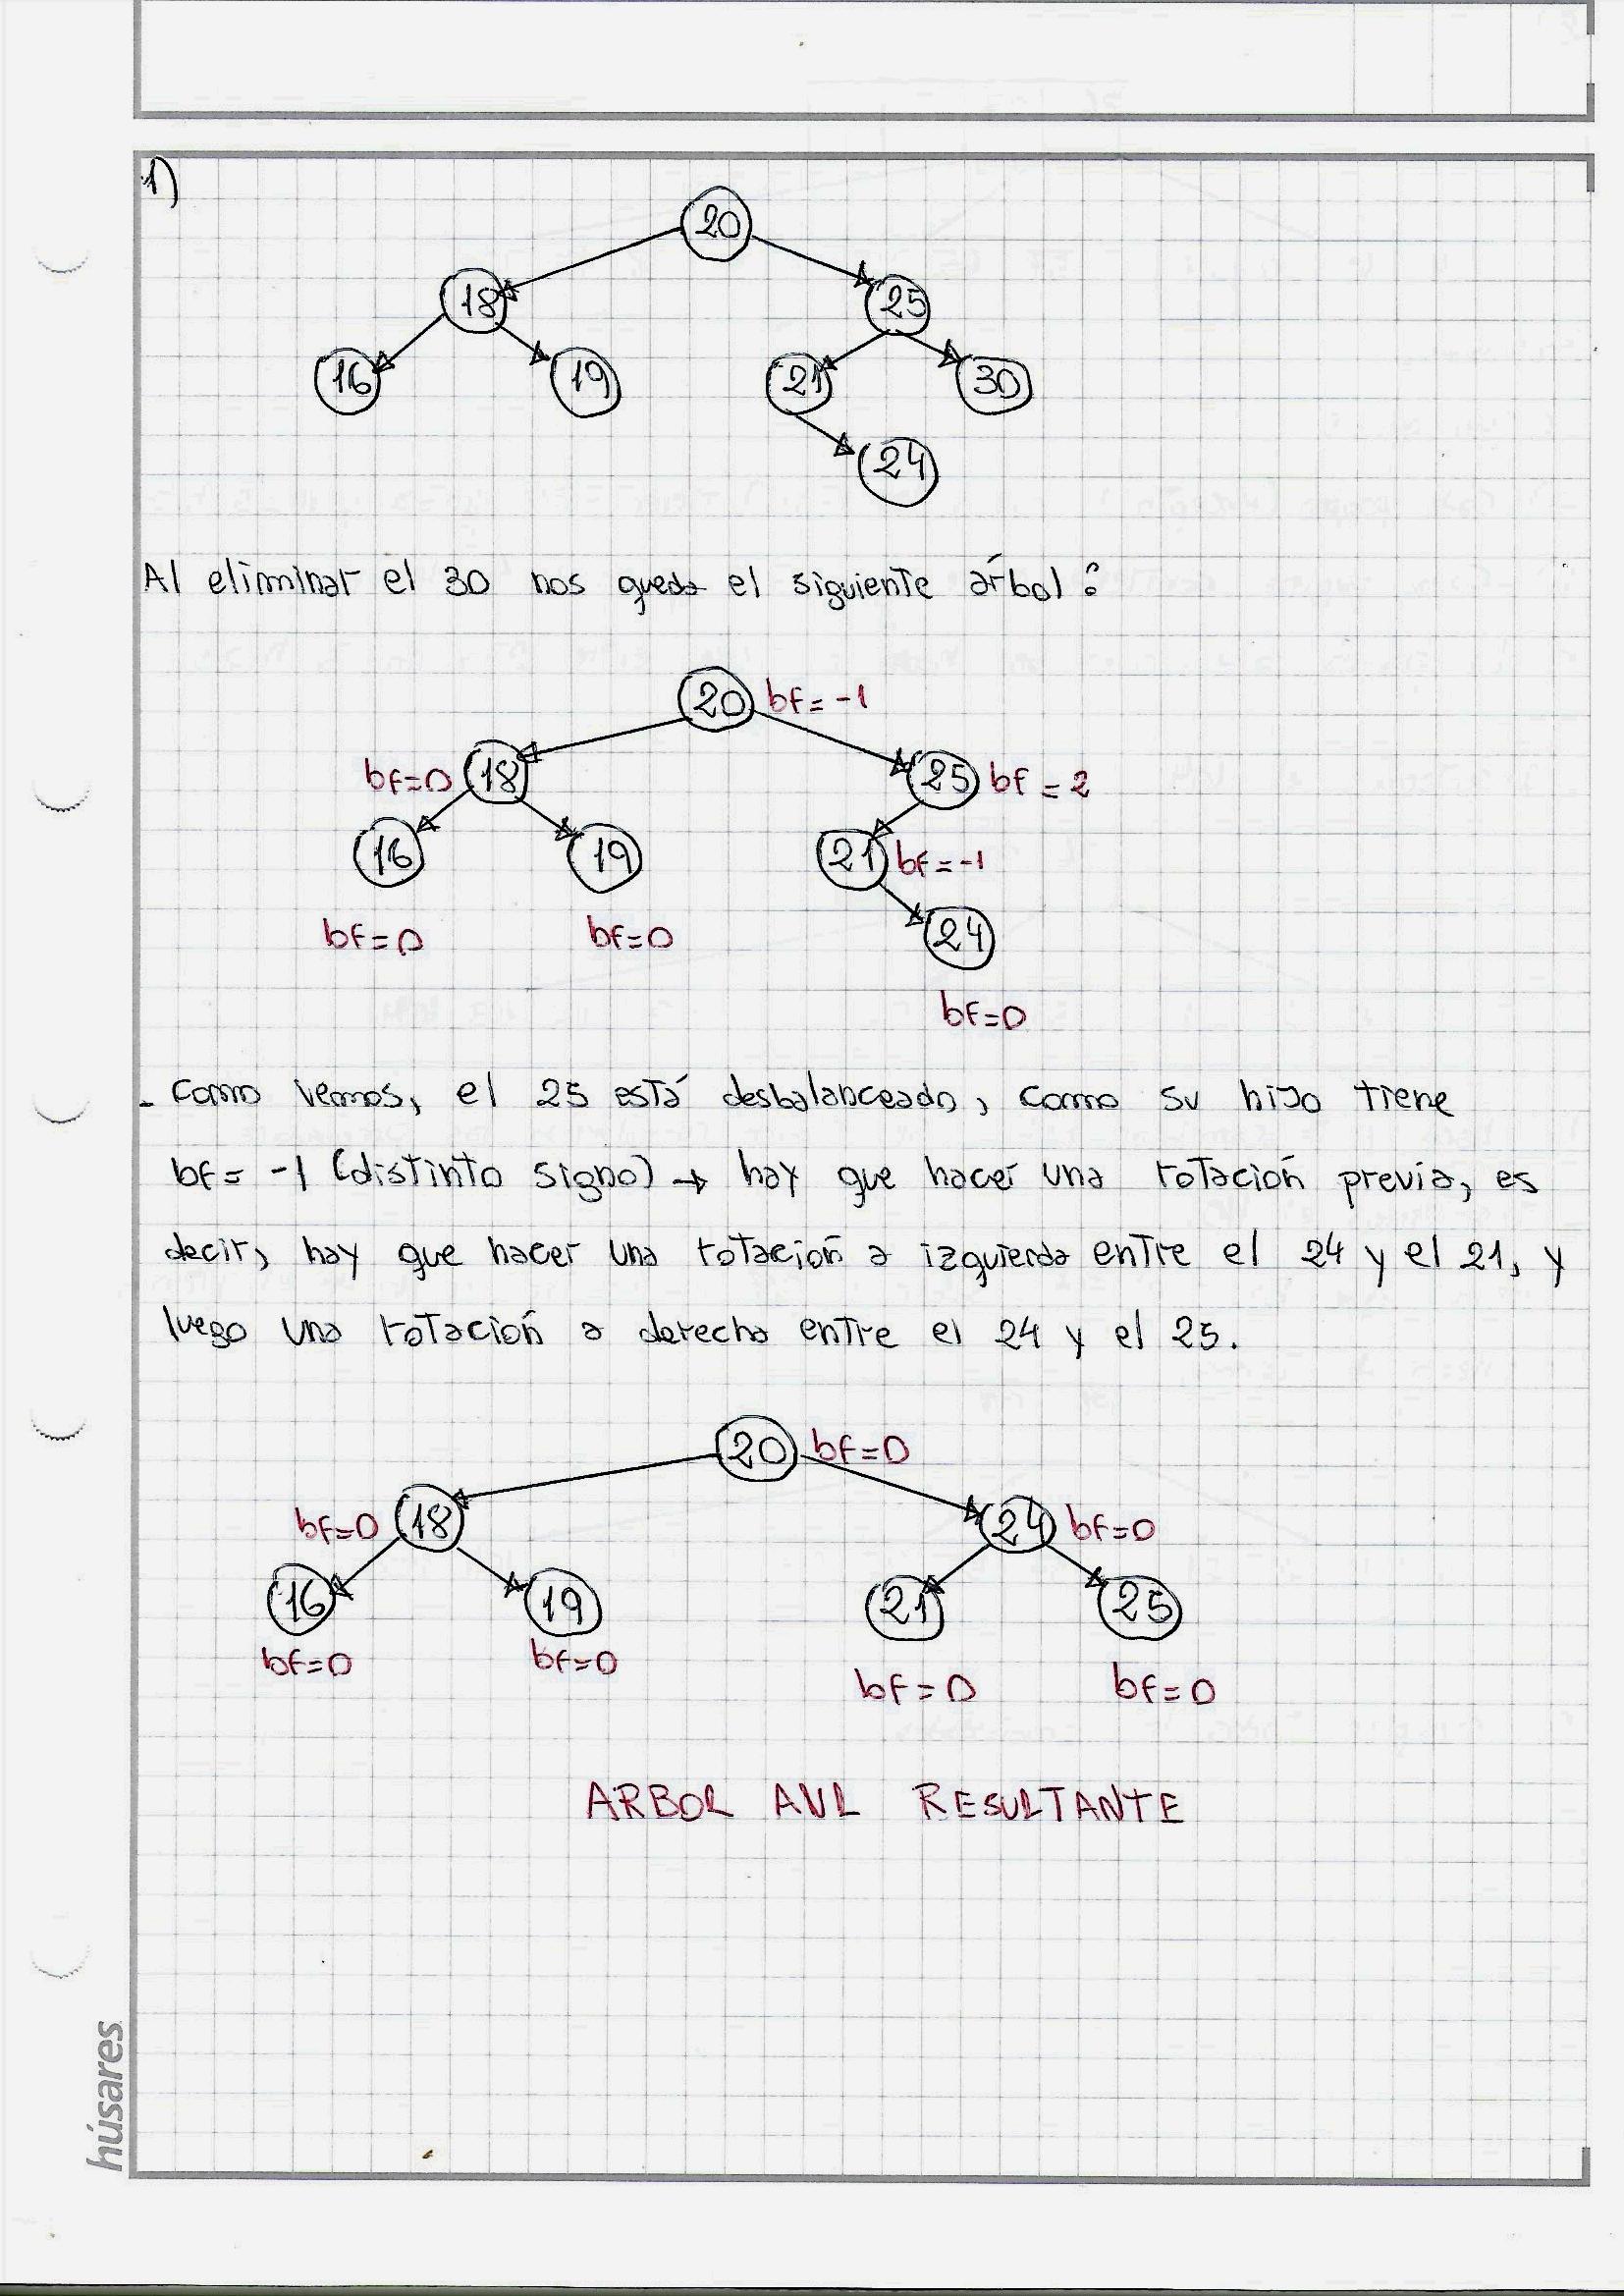 1)
20
18 25
16 19 21 30
24
Al eliminar el 30 nos queda el siguiente árbol:
20 bf=-1
bf=0 18 25 bf=2
16 19 21 bf=-1
bf=0 bf=0 24
bf=0
- Como vemos, el 25 está desbalanceado, como su hijo tiene
bf=-1 (distinto signo) → hay que hacer una rotación previa, es
decir, hay que hacer una rotación a izquierda entre el 24 y el 21, y
luego una rotación a derecha entre el 24 y el 25.
20 bf=0
bf=0 18 24 bf=0
16 19 21 25
bf=0 bf=0 bf=0 bf=0
ARBOL AVL RESULTANTE
húsares